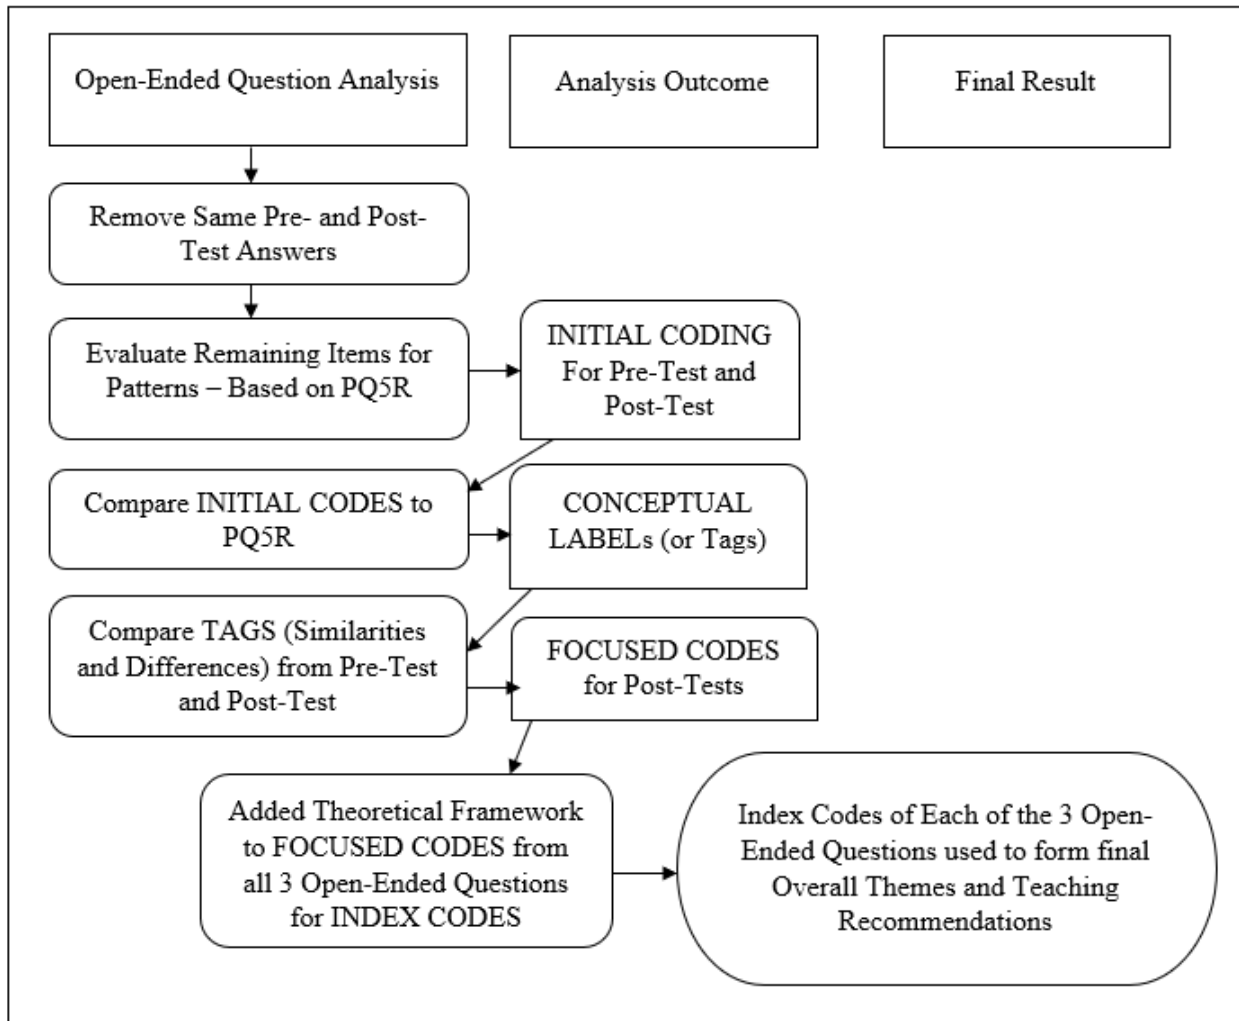 Open-Ended Question Analysis
Analysis Outcome
Final Result
Remove Same Pre- and Post-
Test Answers
Evaluate Remaining Items for
Patterns – Based on PQ5R
INITIAL CODING
For Pre-Test and
Post-Test
Compare INITIAL CODES to
PQ5R
CONCEPTUAL
LABELs (or Tags)
Compare TAGS (Similarities
and Differences) from Pre-Test
and Post-Test
FOCUSED CODES
for Post-Tests
Added Theoretical Framework
to FOCUSED CODES from
all 3 Open-Ended Questions
for INDEX CODES
Index Codes of Each of the 3 Open-
Ended Questions used to form final
Overall Themes and Teaching
Recommendations